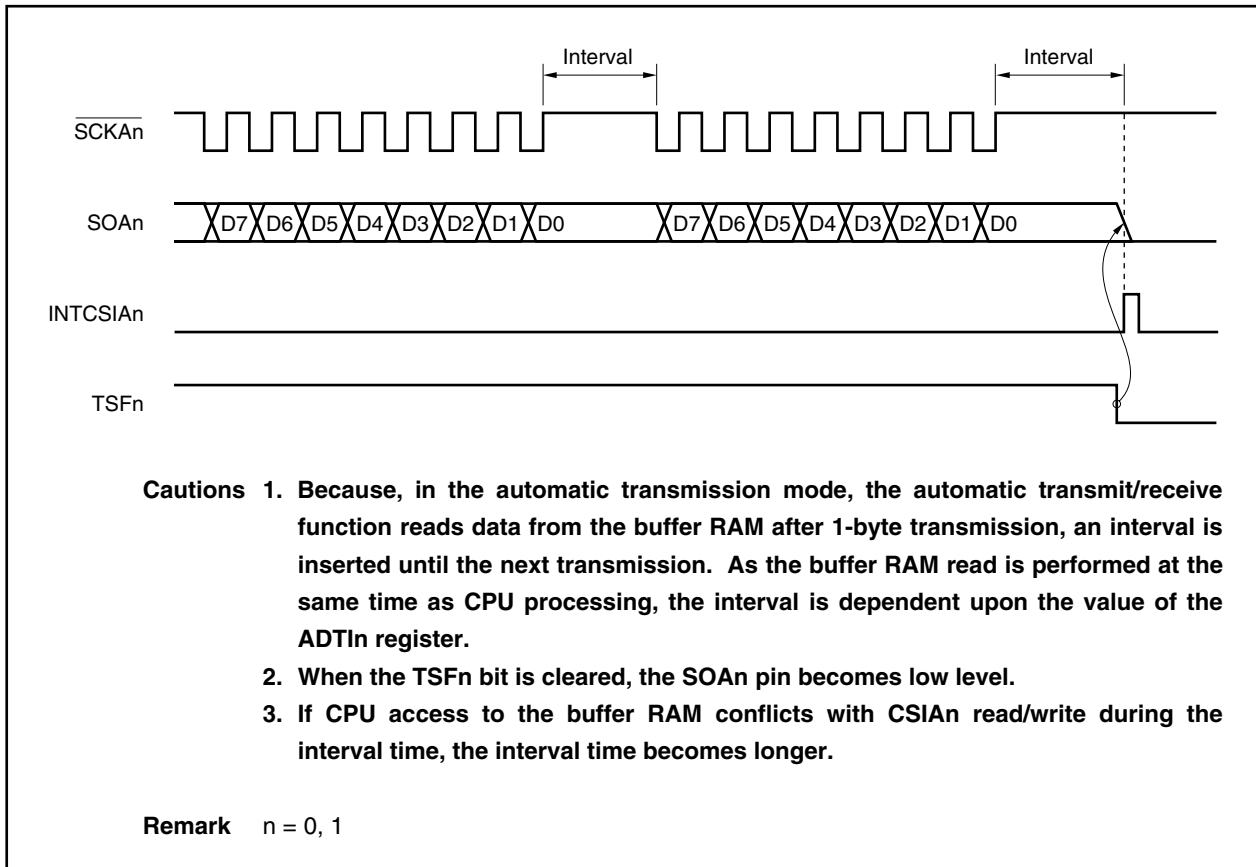 Interval Interval
SCKAn
SOAn D7 D6 D5 D4 D3 D2 D1 D0 D7 D6 D5 D4 D3 D2 D1 D0
INTCSIAn
TSFn
Cautions 1. Because, in the automatic transmission mode, the automatic transmit/receive
function reads data from the buffer RAM after 1-byte transmission, an interval is
inserted until the next transmission. As the buffer RAM read is performed at the
same time as CPU processing, the interval is dependent upon the value of the
ADTIn register.
2. When the TSFn bit is cleared, the SOAn pin becomes low level.
3. If CPU access to the buffer RAM conflicts with CSIAn read/write during the
interval time, the interval time becomes longer.
Remark n = 0, 1